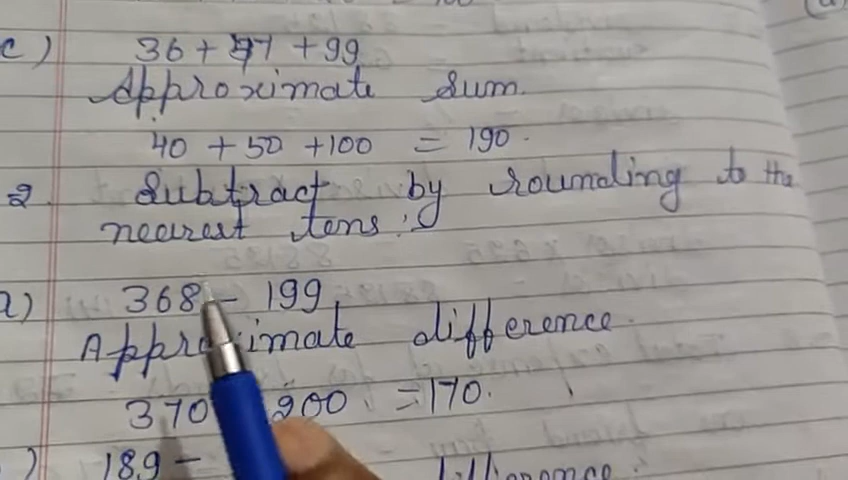 c) 36 + 47 + 99
Approximate Sum.
40 + 50 + 100 = 190.
2. Subtract by rounding to the
nearest tens:
a) 368 - 199
Approximate difference.
370 200 = 170.
) 189 - difference.